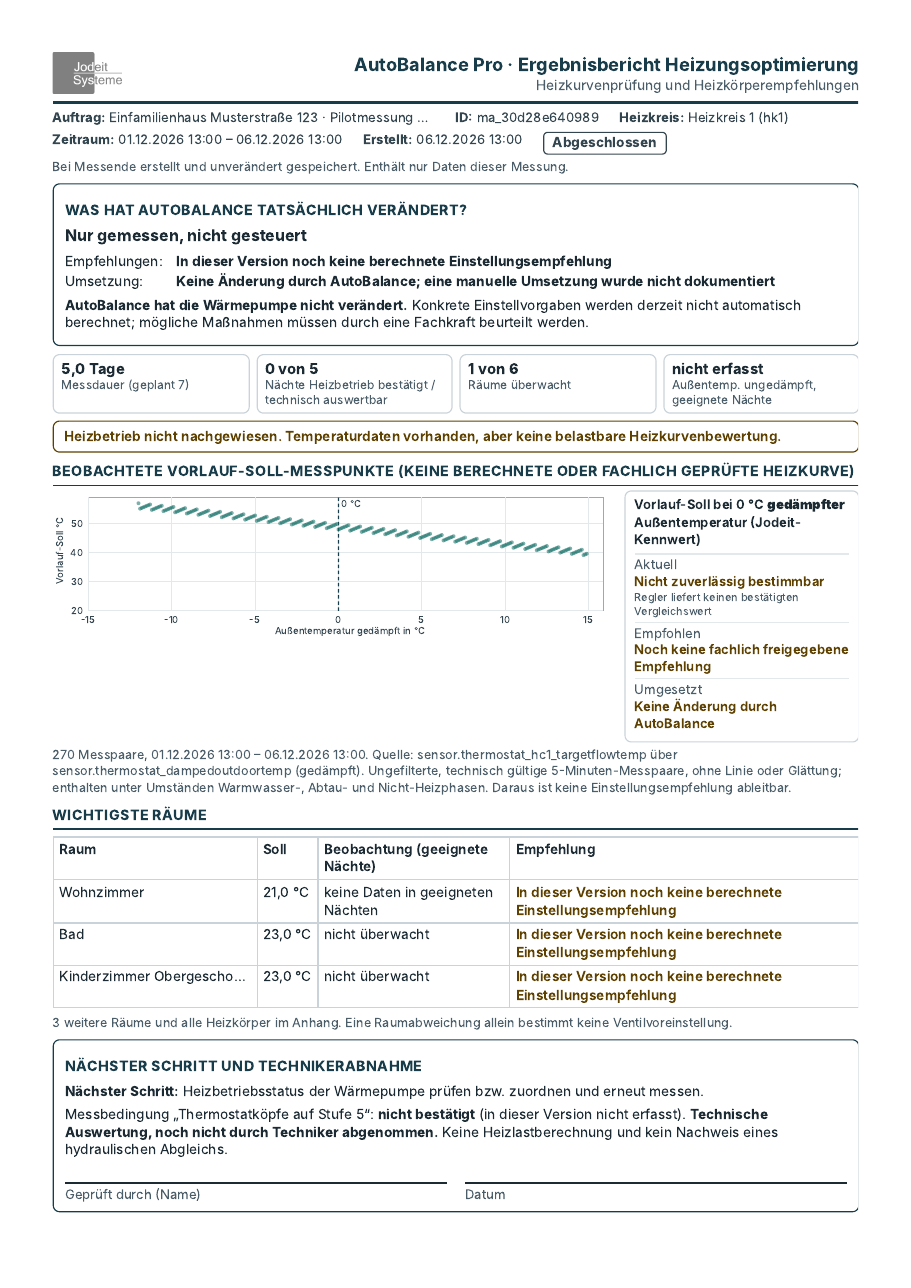 Jodeit
Systeme
AutoBalance Pro · Ergebnisbericht Heizungsoptimierung
Heizkurvenprüfung und Heizkörperempfehlungen
Auftrag: Einfamilienhaus Musterstraße 123 · Pilotmessung ... ID: ma_30d28e640989 Heizkreis: Heizkreis 1 (hk1)
Zeitraum: 01.12.2026 13:00 – 06.12.2026 13:00 Erstellt: 06.12.2026 13:00 Abgeschlossen
Bei Messende erstellt und unverändert gespeichert. Enthält nur Daten dieser Messung.
WAS HAT AUTOBALANCE TATSÄCHLICH VERÄNDERT?
Nur gemessen, nicht gesteuert
Empfehlungen: In dieser Version noch keine berechnete Einstellungsempfehlung
Umsetzung: Keine Änderung durch AutoBalance; eine manuelle Umsetzung wurde nicht dokumentiert
AutoBalance hat die Wärmepumpe nicht verändert. Konkrete Einstellvorgaben werden derzeit nicht automatisch
berechnet; mögliche Maßnahmen müssen durch eine Fachkraft beurteilt werden.
5,0 Tage
Messdauer (geplant 7)
0 von 5
Nächte Heizbetrieb bestätigt /
technisch auswertbar
1 von 6
Räume überwacht
nicht erfasst
Außentemp. ungedämpft,
geeignete Nächte
Heizbetrieb nicht nachgewiesen. Temperaturdaten vorhanden, aber keine belastbare Heizkurvenbewertung.
BEOBACHTETE VORLAUF-SOLL-MESSPUNKTE (KEINE BERECHNETE ODER FACHLICH GEPRÜFTE HEIZKURVE)
Vorlauf-Soll °C
50
40
30
20
0 °C
-15 -10 -5 0 5 10 15
Außentemperatur gedämpft in °C
Vorlauf-Soll bei 0 °C gedämpfter
Außentemperatur (Jodeit-
Kennwert)
Aktuell
Nicht zuverlässig bestimmbar
Regler liefert keinen bestätigten
Vergleichswert
Empfohlen
Noch keine fachlich freigegebene
Empfehlung
Umgesetzt
Keine Änderung durch
AutoBalance
270 Messpaare, 01.12.2026 13:00 – 06.12.2026 13:00. Quelle: sensor.thermostat_hc1_targetflowtemp über
sensor.thermostat_dampedoutdoortemp (gedämpft). Ungefilterte, technisch gültige 5-Minuten-Messpaare, ohne Linie oder Glättung;
enthalten unter Umständen Warmwasser-, Abtau- und Nicht-Heizphasen. Daraus ist keine Einstellungsempfehlung ableitbar.
WICHTIGSTE RÄUME
Raum Soll Beobachtung (geeignete
Nächte) Empfehlung
Wohnzimmer 21,0 °C keine Daten in geeigneten
Nächten In dieser Version noch keine berechnete
Einstellungsempfehlung
Bad 23,0 °C nicht überwacht In dieser Version noch keine berechnete
Einstellungsempfehlung
Kinderzimmer Obergescho... 23,0 °C nicht überwacht In dieser Version noch keine berechnete
Einstellungsempfehlung
3 weitere Räume und alle Heizkörper im Anhang. Eine Raumabweichung allein bestimmt keine Ventilvoreinstellung.
NÄCHSTER SCHRITT UND TECHNIKERABNAHME
Nächster Schritt: Heizbetriebsstatus der Wärmepumpe prüfen bzw. zuordnen und erneut messen.
Messbedingung „Thermostatköpfe auf Stufe 5“: nicht bestätigt (in dieser Version nicht erfasst). Technische
Auswertung, noch nicht durch Techniker abgenommen. Keine Heizlastberechnung und kein Nachweis eines
hydraulischen Abgleichs.
Geprüft durch (Name) Datum